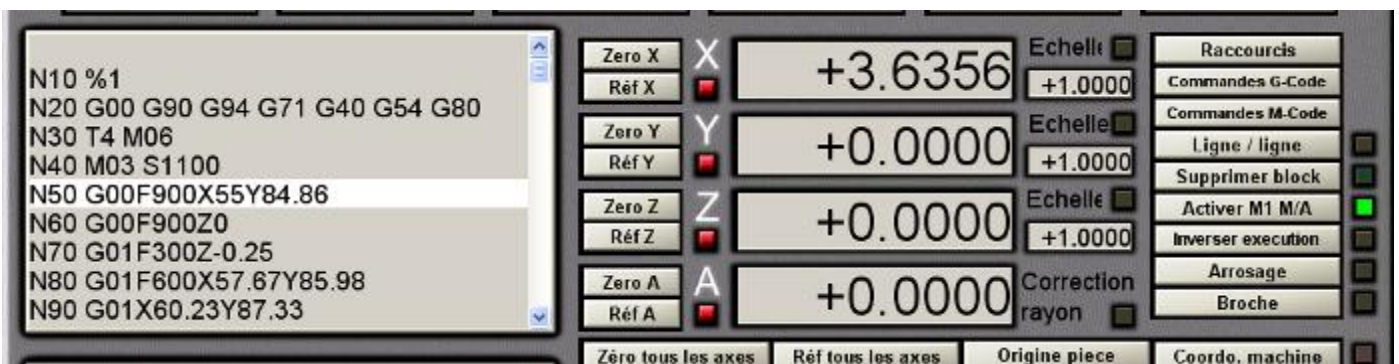 N10 %1
N20 G00 G90 G94 G71 G40 G54 G80
N30 T4 M06
N40 M03 S1100
N50 G00F900X55Y84.86
N60 G00F900Z0
N70 G01F300Z-0.25
N80 G01F600X57.67Y85.98
N90 G01X60.23Y87.33
Zero X
Réf X
X
+3.6356
Echelle
+1.0000
Zero Y
Réf Y
Y
+0.0000
Echelle
+1.0000
Zero Z
Réf Z
Z
+0.0000
Echelle
+1.0000
Zero A
Réf A
A
+0.0000
Correction
rayon
Zéro tous les axes
Réf tous les axes
Origine piece
Coordo. machine
Raccourcis
Commandes G-Code
Commandes M-Code
Ligne / ligne
Supprimer block
Activer M1 M/A
Inverser execution
Arrosage
Broche